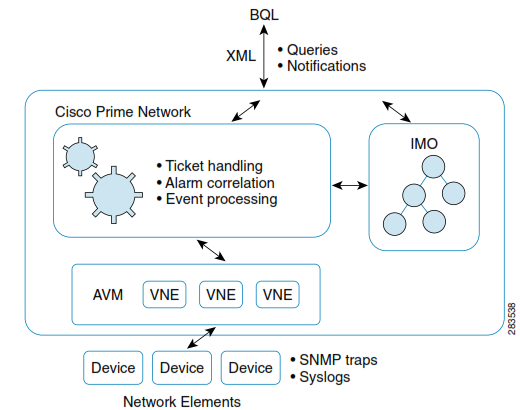 BQL
XML
• Queries
• Notifications
Cisco Prime Network
IMO
• Ticket handling
• Alarm correlation
• Event processing
AVM VNE VNE VNE
283538
Device Device Device
• SNMP traps
• Syslogs
Network Elements